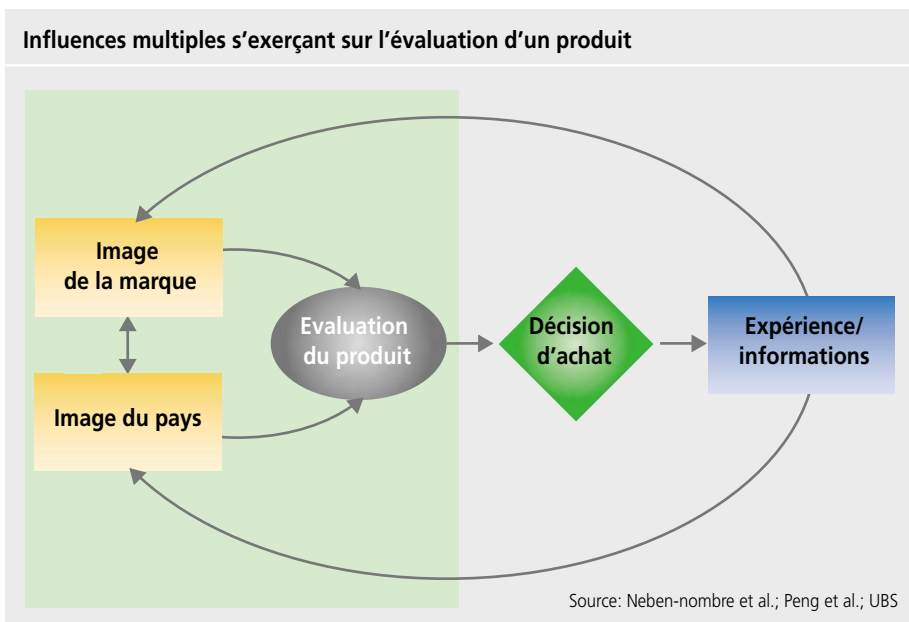 Influences multiples s’exerçant sur l’évaluation d’un produit
Image
de la marque
Evaluation
du produit
Décision
d’achat
Expérience/
informations
Image du pays
Source: Neben-nombre et al.; Peng et al.; UBS